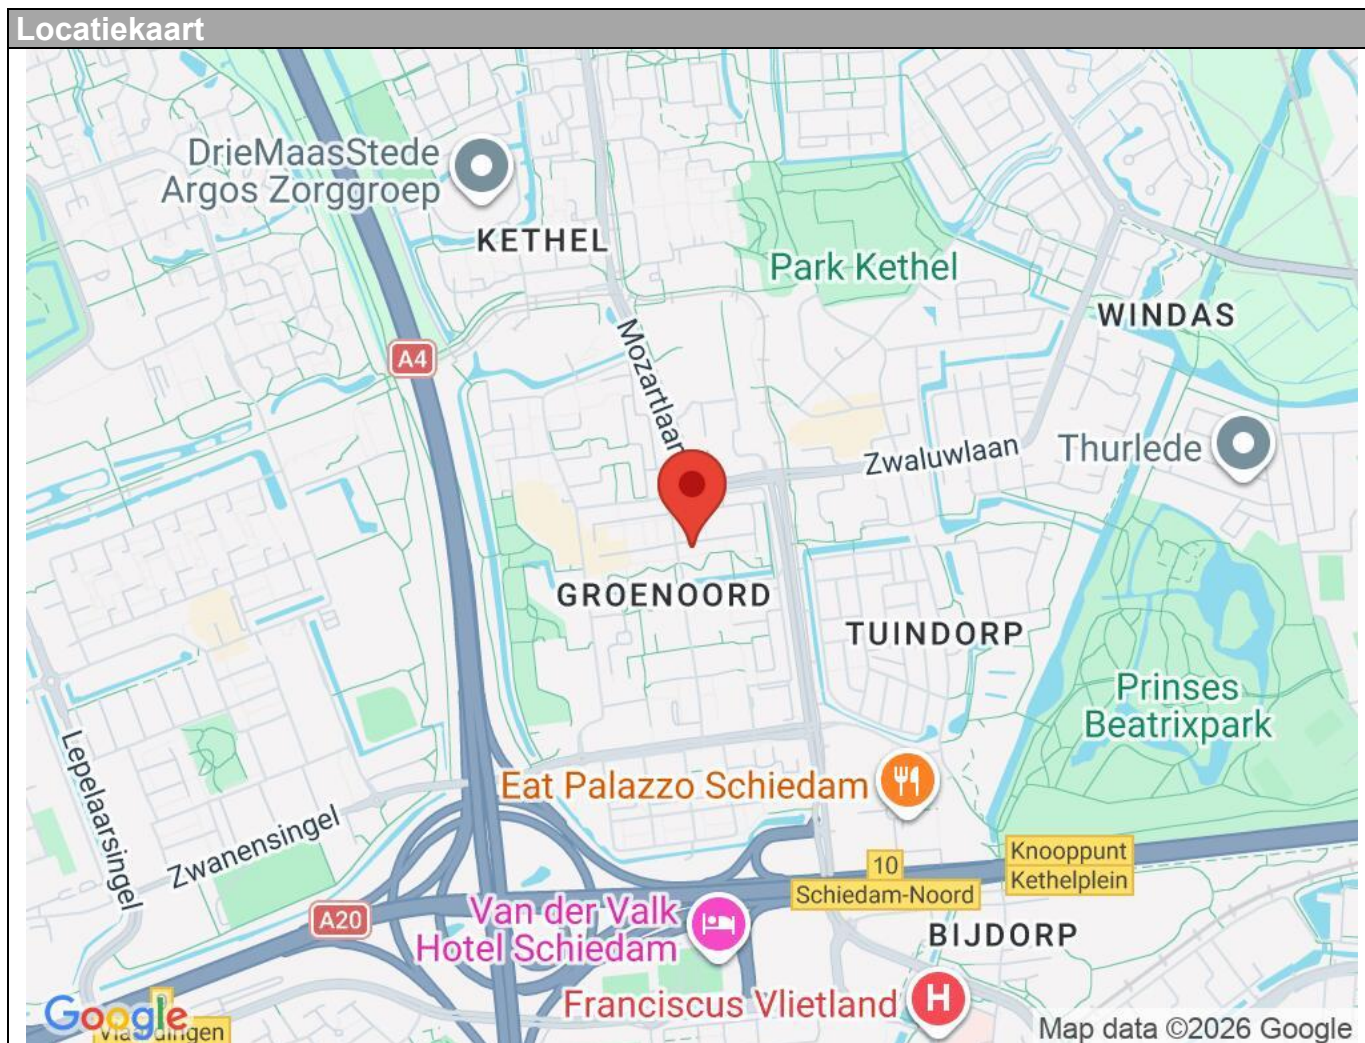 Locatiekaart
DrieMaasStede
Argos Zorggroep
KETHEL
Park Kethel
WINDAS
A4
Mozartlaan
Zwaluwlaan
Thurlede
GROENOORD
TUINDORP
Prinses
Beatrixpark
Lepelaarsingel
Eat Palazzo Schiedam
Zwanensingel
10
Schiedam-Noord
Knooppunt
Kethelplein
A20
Van der Valk
Hotel Schiedam
BIJDORP
Franciscus Vlietland
H
Google
Map data ©2026 Google